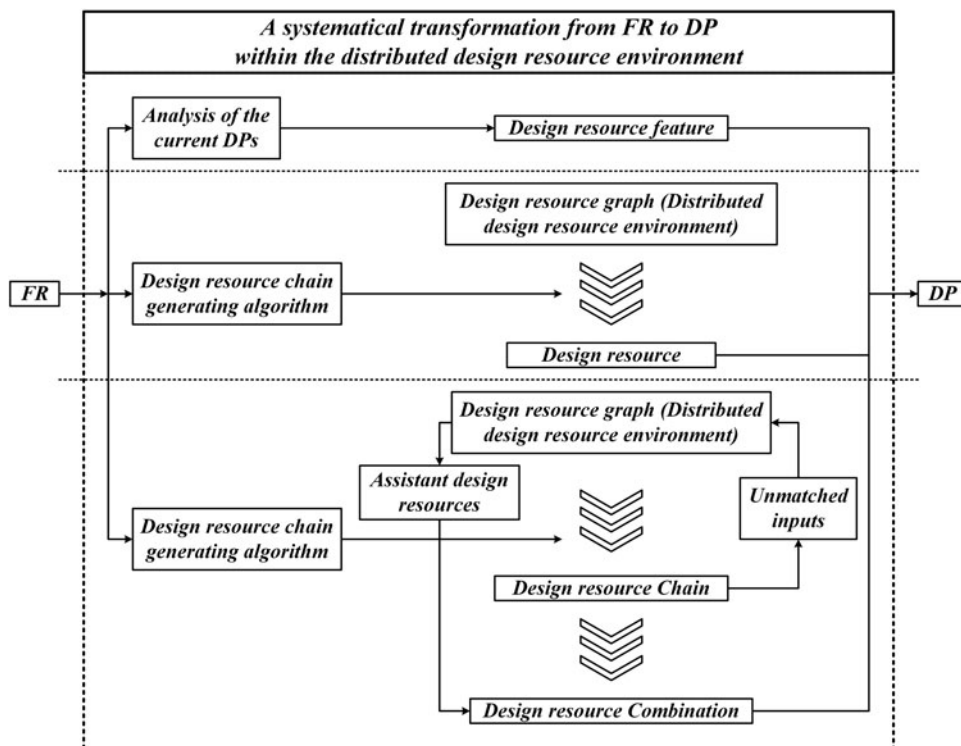 A systematical transformation from FR to DP
within the distributed design resource environment
Analysis of the
current DPs
Design resource feature
Design resource graph (Distributed
design resource environment)
FR
Design resource chain
generating algorithm
DP
Design resource
Design resource graph (Distributed
design resource environment)
Assistant design
resources
Unmatched
inputs
Design resource chain
generating algorithm
Design resource Chain
Design resource Combination